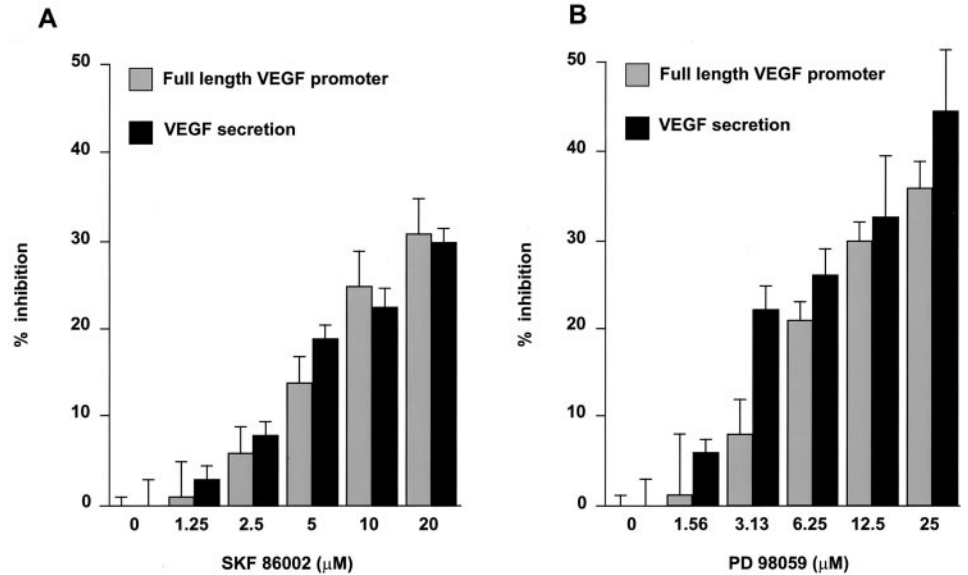 A
50
40
30
20
10
0
% inhibition
Full length VEGF promoter
VEGF secretion
0 1.25 2.5 5 10 20
SKF 86002 (μM)
B
50
40
30
20
10
0
% inhibition
Full length VEGF promoter
VEGF secretion
0 1.56 3.13 6.25 12.5 25
PD 98059 (μM)